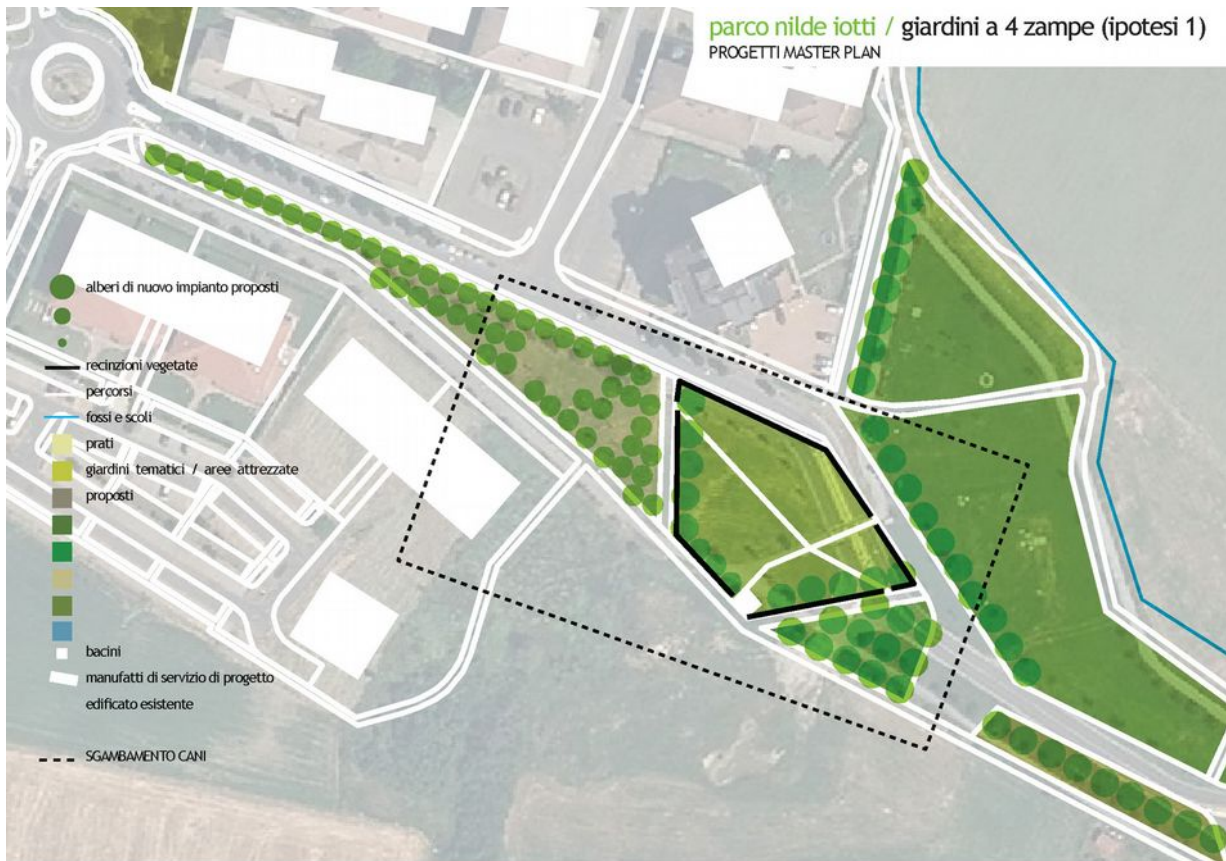 parco nilde iotti / giardini a 4 zampe (ipotesi 1)
PROGETTI MASTER PLAN
alberi di nuovo impianto proposti
recinzioni vegetate
percorsi
fossi e scoli
prati
giardini tematici / aree attrezzate
proposti
bacini
manufatti di servizio di progetto
edificato esistente
SGAMBAMENTO CANI